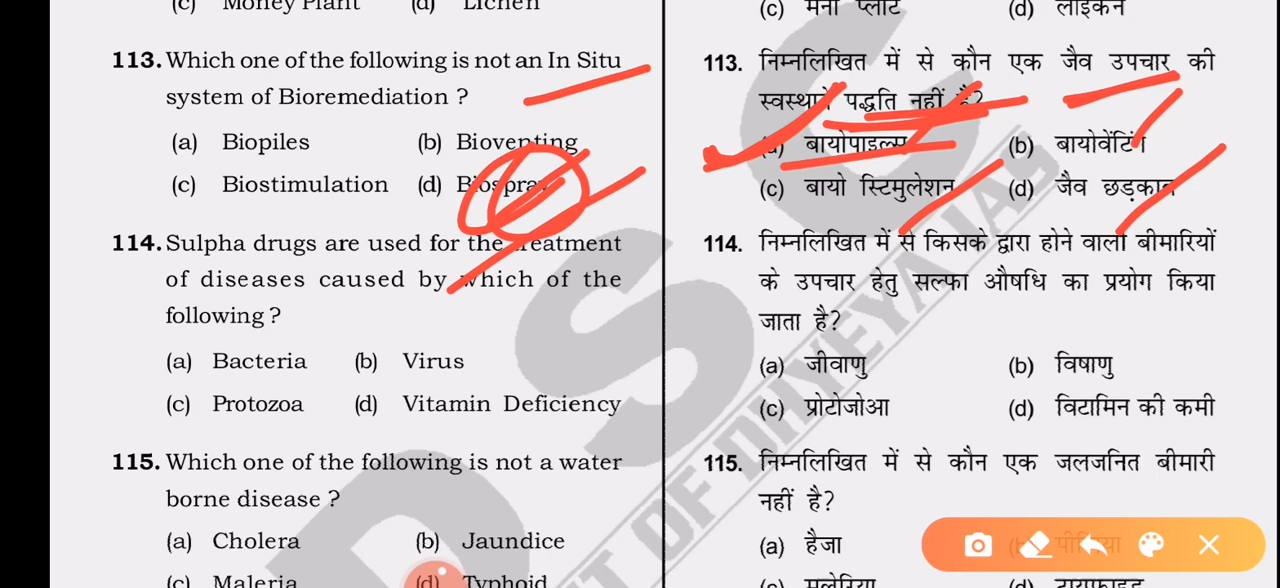 (c) Money Plant (d) Lichen
113. Which one of the following is not an In Situ
system of Bioremediation ?
(a) Biopiles (b) Bioventing
(c) Biostimulation (d) Biospray
114. Sulpha drugs are used for the treatment
of diseases caused by which of the
following ?
(a) Bacteria (b) Virus
(c) Protozoa (d) Vitamin Deficiency
115. Which one of the following is not a water
borne disease ?
(a) Cholera (b) Jaundice
(c) Maleria (d) Typhoid
(c) मनी प्लांट (d) लाइकेन
113. निम्नलिखित में से कौन एक जैव उपचार की
स्वस्थाने पद्धति नहीं है?
(a) बायोपाइल्स (b) बायोवेंटिंग
(c) बायो स्टिमुलेशन (d) जैव छड़काव
114. निम्नलिखित में से किसके द्वारा होने वाली बीमारियों
के उपचार हेतु सल्फा औषधि का प्रयोग किया
जाता है?
(a) जीवाणु (b) विषाणु
(c) प्रोटोजोआ (d) विटामिन की कमी
115. निम्नलिखित में से कौन एक जलजनित बीमारी
नहीं है?
(a) हैजा (b) पीलिया
(c) मलेरिया (d) टायफाइड